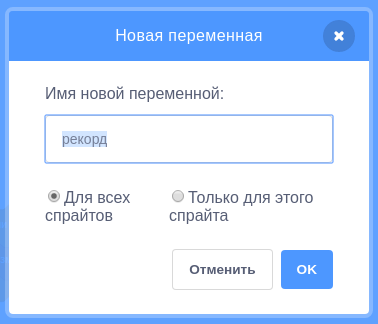 Новая переменная
Имя новой переменной:
рекорд
Для всех Только для этого
спрайтов спрайта
Отменить OK